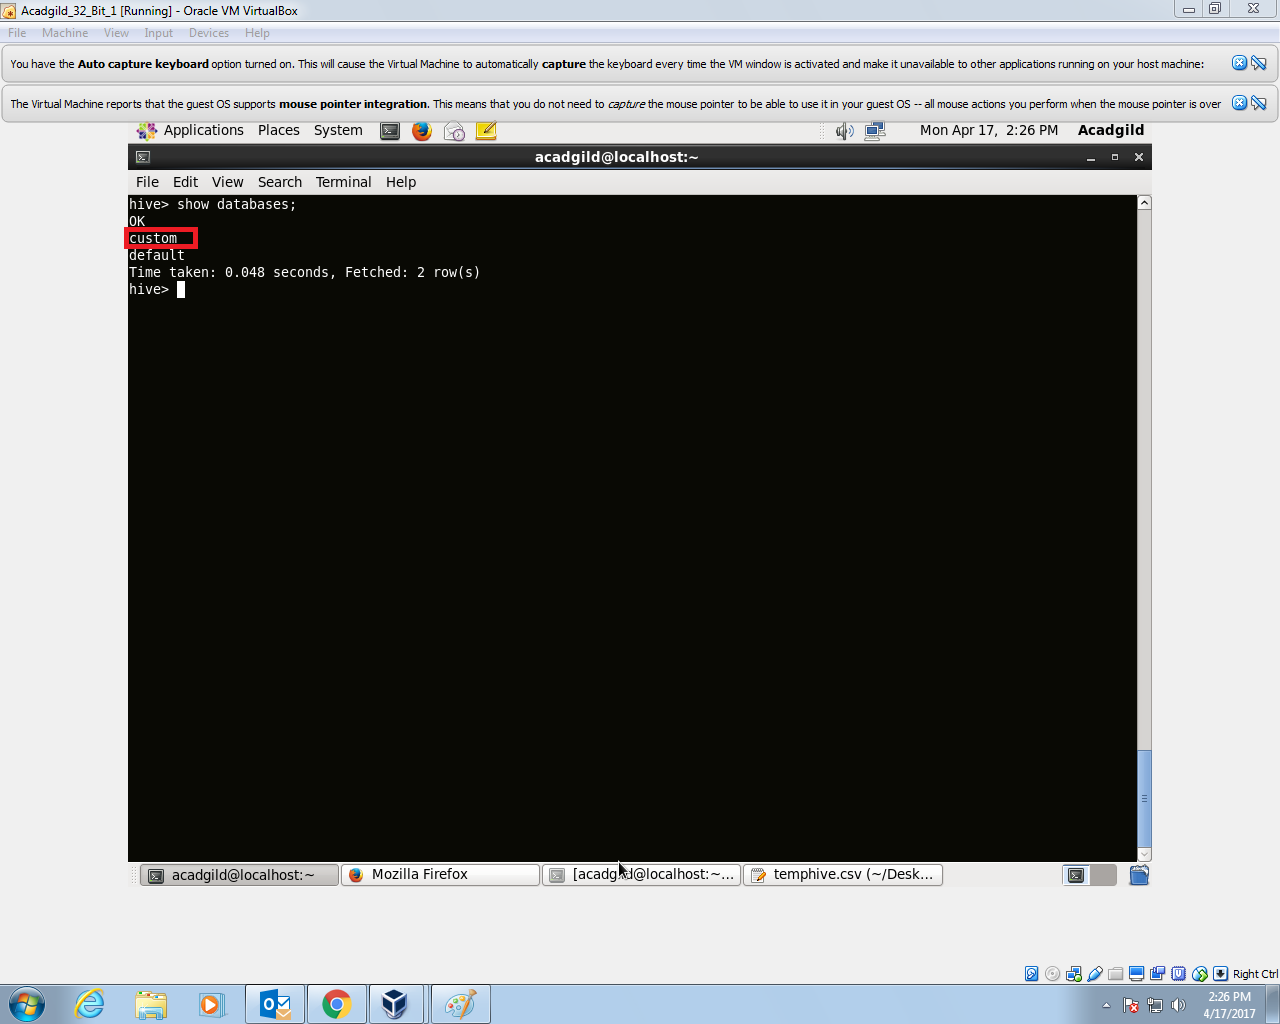 Acadgild_32_Bit_1 [Running] - Oracle VM VirtualBox
File Machine View Input Devices Help
You have the Auto capture keyboard option turned on. This will cause the Virtual Machine to automatically capture the keyboard every time the VM window is activated and make it unavailable to other applications running on your host machine:
The Virtual Machine reports that the guest OS supports mouse pointer integration. This means that you do not need to capture the mouse pointer to be able to use it in your guest OS -- all mouse actions you perform when the mouse pointer is over
Applications Places System Mon Apr 17, 2:26 PM Acadgild
acadgild@localhost:~
File Edit View Search Terminal Help
hive> show databases;
OK
custom
default
Time taken: 0.048 seconds, Fetched: 2 row(s)
hive>
acadgild@localhost:~ Mozilla Firefox [acadgild@localhost:~... temphive.csv (~/Desk...
Right Ctrl
2:26 PM
4/17/2017